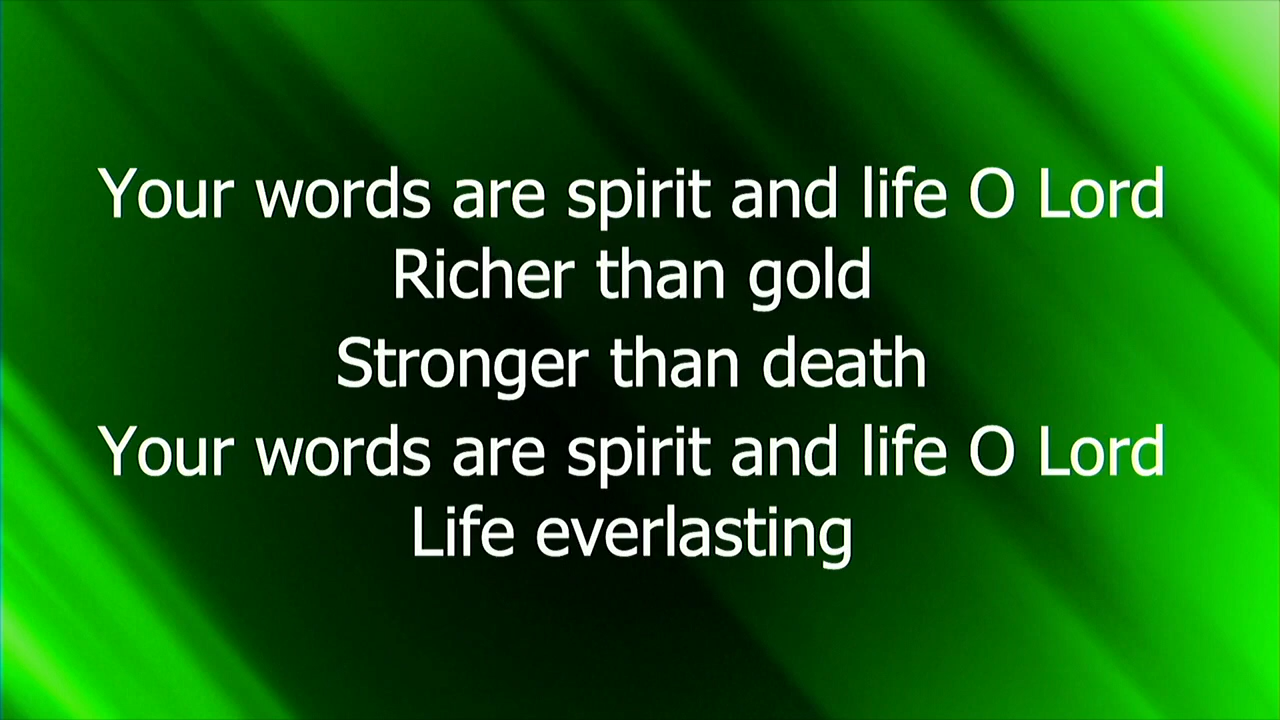 Your words are spirit and life O Lord
Richer than gold
Stronger than death
Your words are spirit and life O Lord
Life everlasting